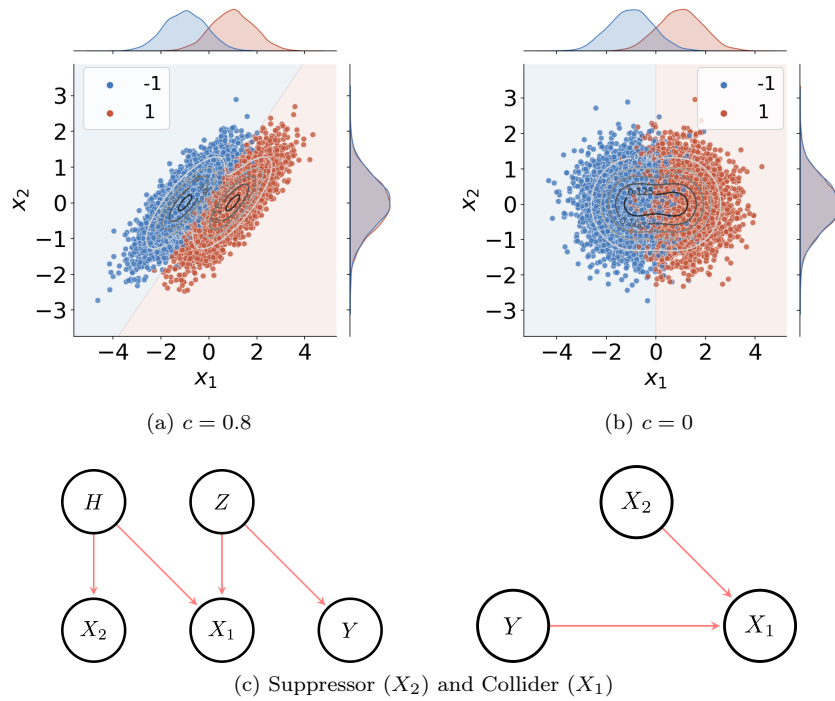 -1
1
x₂
3
2
1
0
−1
−2
−3
−4
−2
0
2
4
x₁
(a) c = 0.8
-1
1
x₂
3
2
1
0
−1
−2
−3
0.125
−4
−2
0
2
4
x₁
(b) c = 0
H
Z
X₂
X₁
Y
X₂
Y
X₁
(c) Suppressor (X₂) and Collider (X₁)